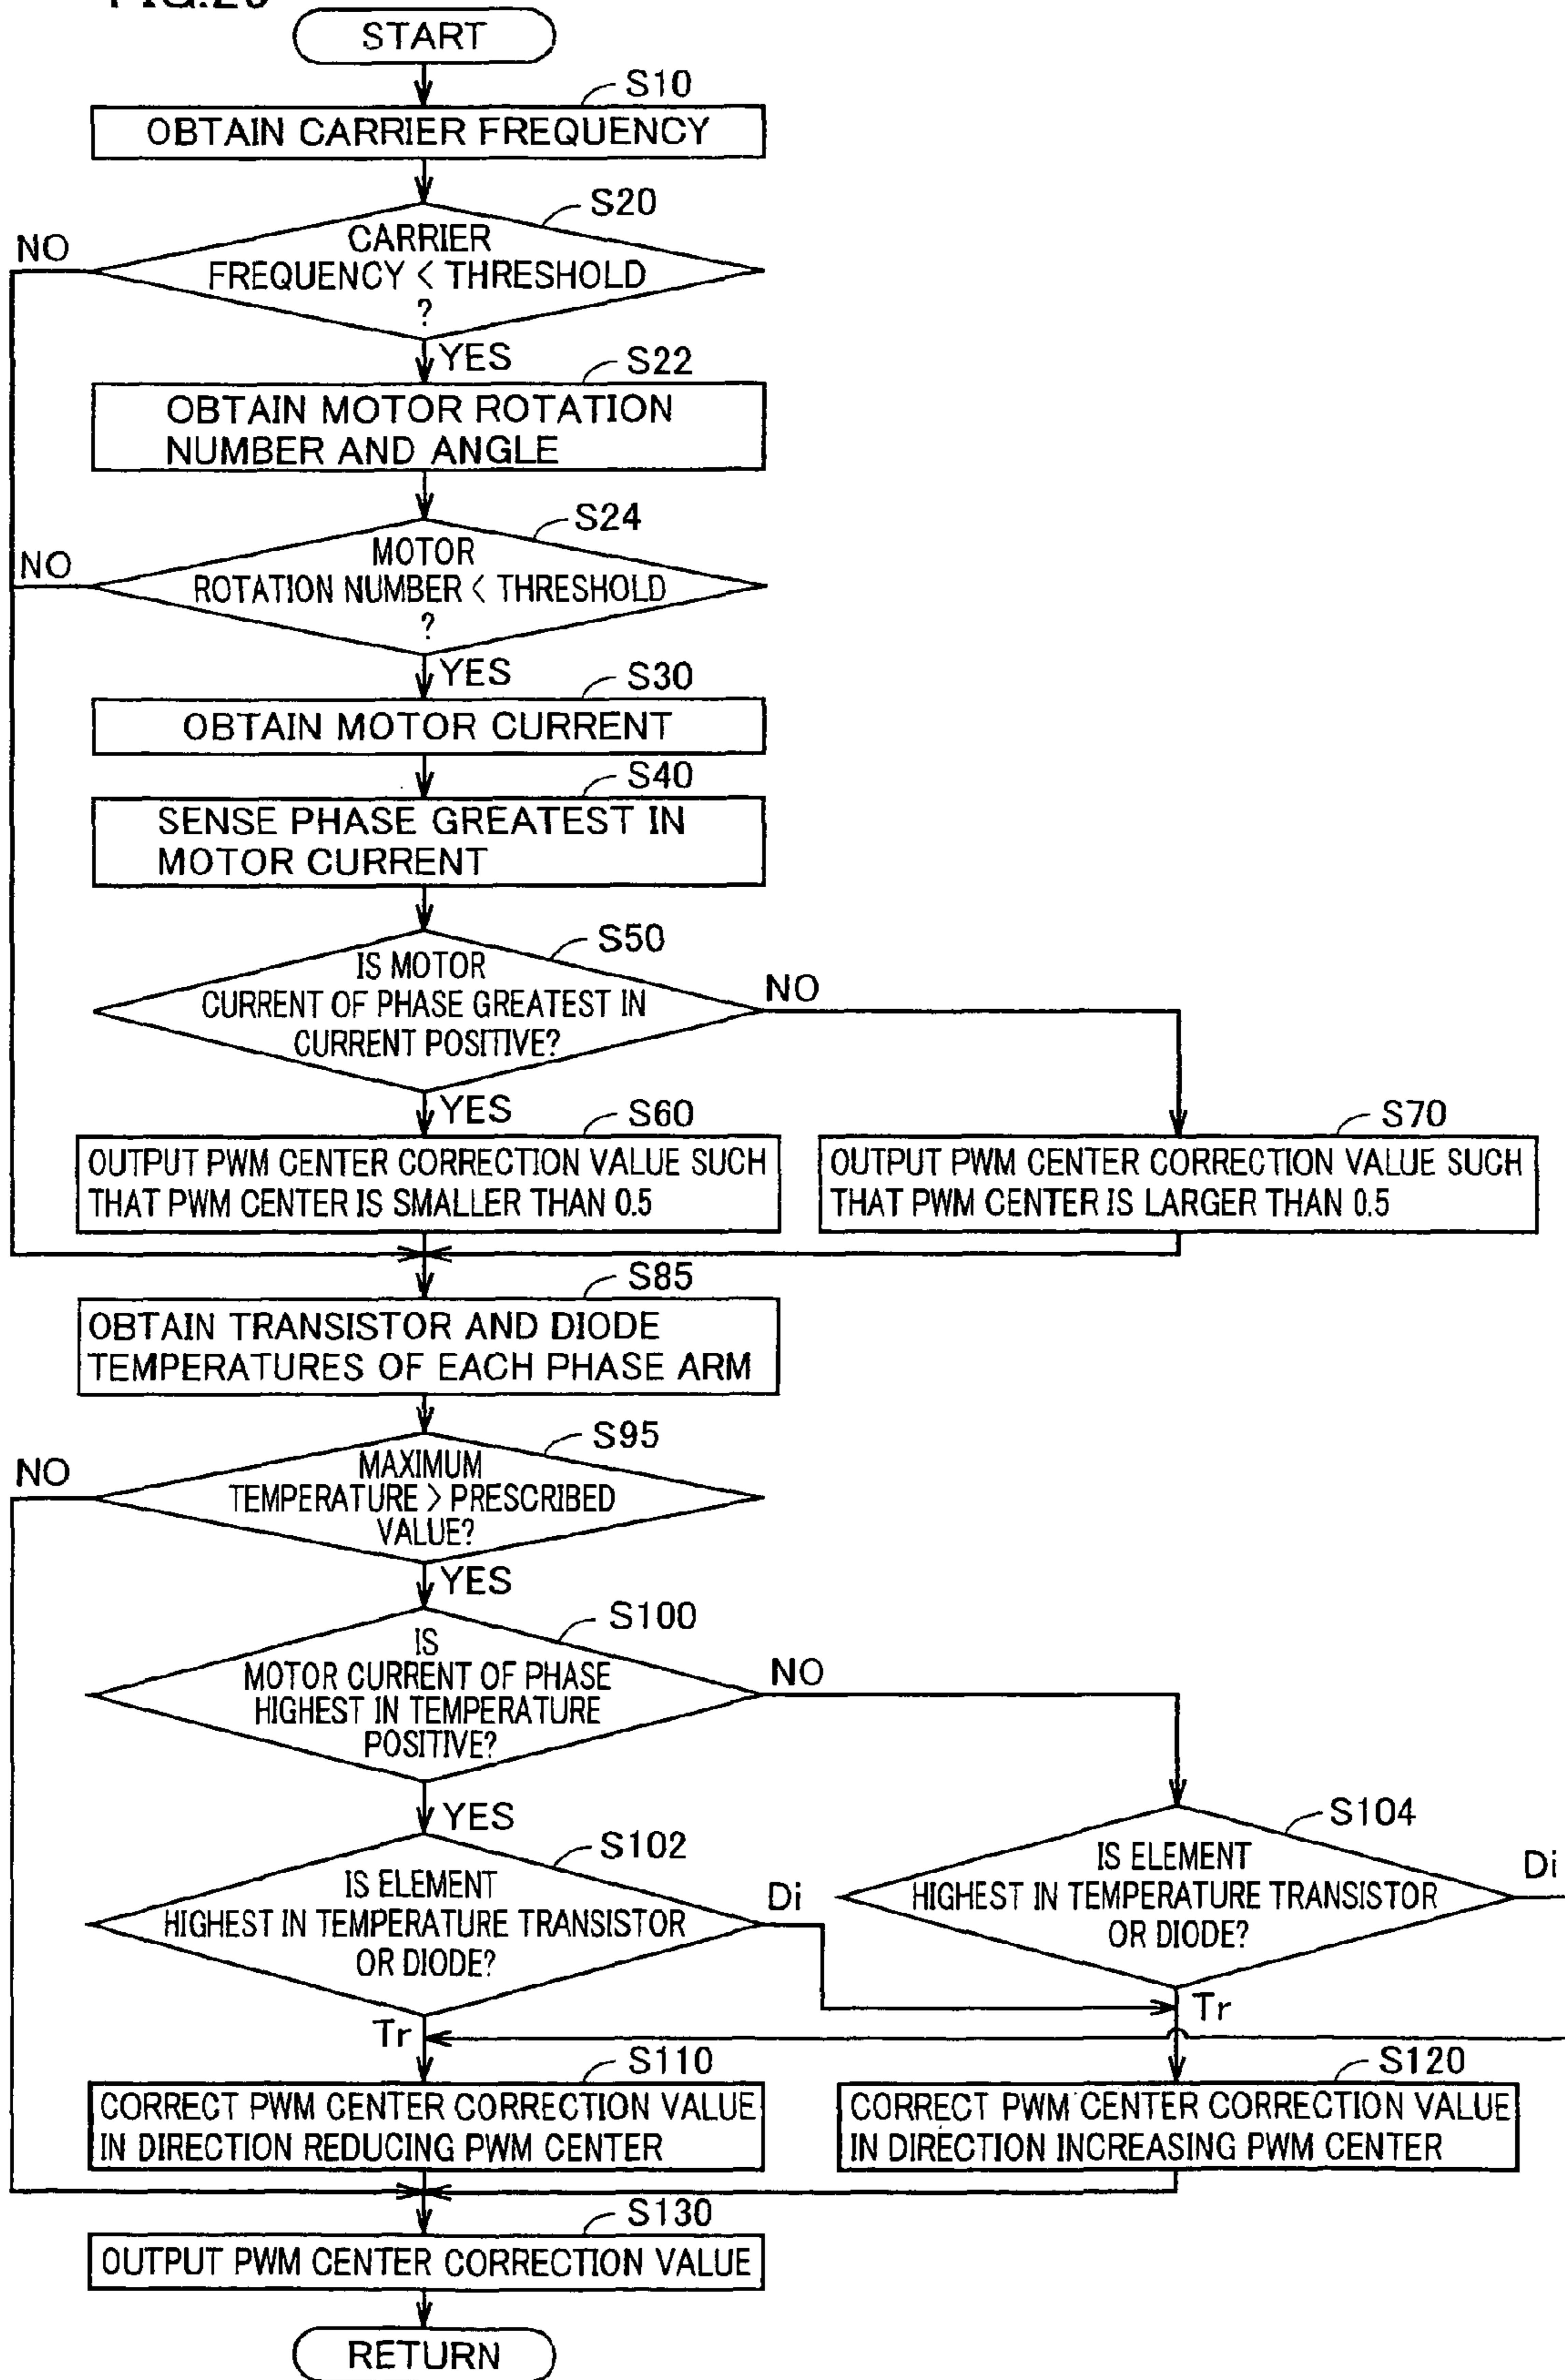 START
S10
OBTAIN CARRIER FREQUENCY
S20
CARRIER
FREQUENCY < THRESHOLD
?
NO
YES
S22
OBTAIN MOTOR ROTATION
NUMBER AND ANGLE
S24
MOTOR
ROTATION NUMBER < THRESHOLD
?
NO
YES
S30
OBTAIN MOTOR CURRENT
S40
SENSE PHASE GREATEST IN
MOTOR CURRENT
S50
IS MOTOR
CURRENT OF PHASE GREATEST IN
CURRENT POSITIVE?
NO
YES
S60
OUTPUT PWM CENTER CORRECTION VALUE SUCH
THAT PWM CENTER IS SMALLER THAN 0.5
S70
OUTPUT PWM CENTER CORRECTION VALUE SUCH
THAT PWM CENTER IS LARGER THAN 0.5
S85
OBTAIN TRANSISTOR AND DIODE
TEMPERATURES OF EACH PHASE ARM
S95
MAXIMUM
TEMPERATURE > PRESCRIBED
VALUE?
NO
YES
S100
IS
MOTOR CURRENT OF PHASE
HIGHEST IN TEMPERATURE
POSITIVE?
NO
YES
S102
IS ELEMENT
HIGHEST IN TEMPERATURE TRANSISTOR
OR DIODE?
Di
Tr
S104
IS ELEMENT
HIGHEST IN TEMPERATURE TRANSISTOR
OR DIODE?
Di
Tr
S110
CORRECT PWM CENTER CORRECTION VALUE
IN DIRECTION REDUCING PWM CENTER
S120
CORRECT PWM CENTER CORRECTION VALUE
IN DIRECTION INCREASING PWM CENTER
S130
OUTPUT PWM CENTER CORRECTION VALUE
RETURN